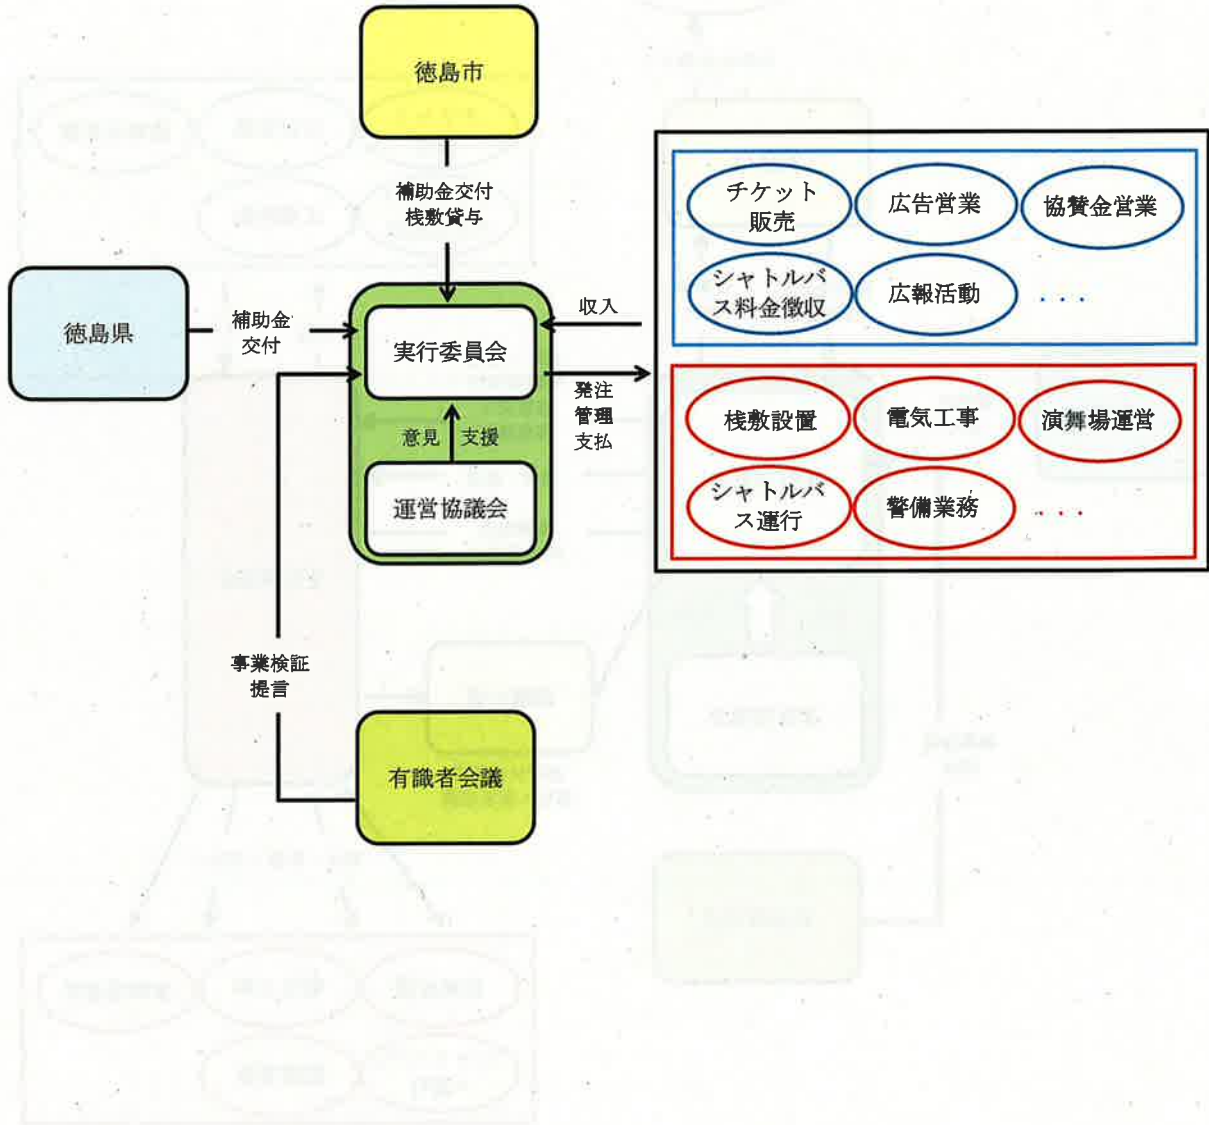 徳島市
補助金交付
桟敷貸与
徳島県
補助金
交付
実行委員会
意見
支援
運営協議会
収入
発注
管理
支払
チケット
販売
広告営業
協賛金営業
シャトルバ
ス料金徴収
広報活動
...
桟敷設置
電気工事
演舞場運営
シャトルバ
ス運行
警備業務
...
事業検証
提言
有識者会議